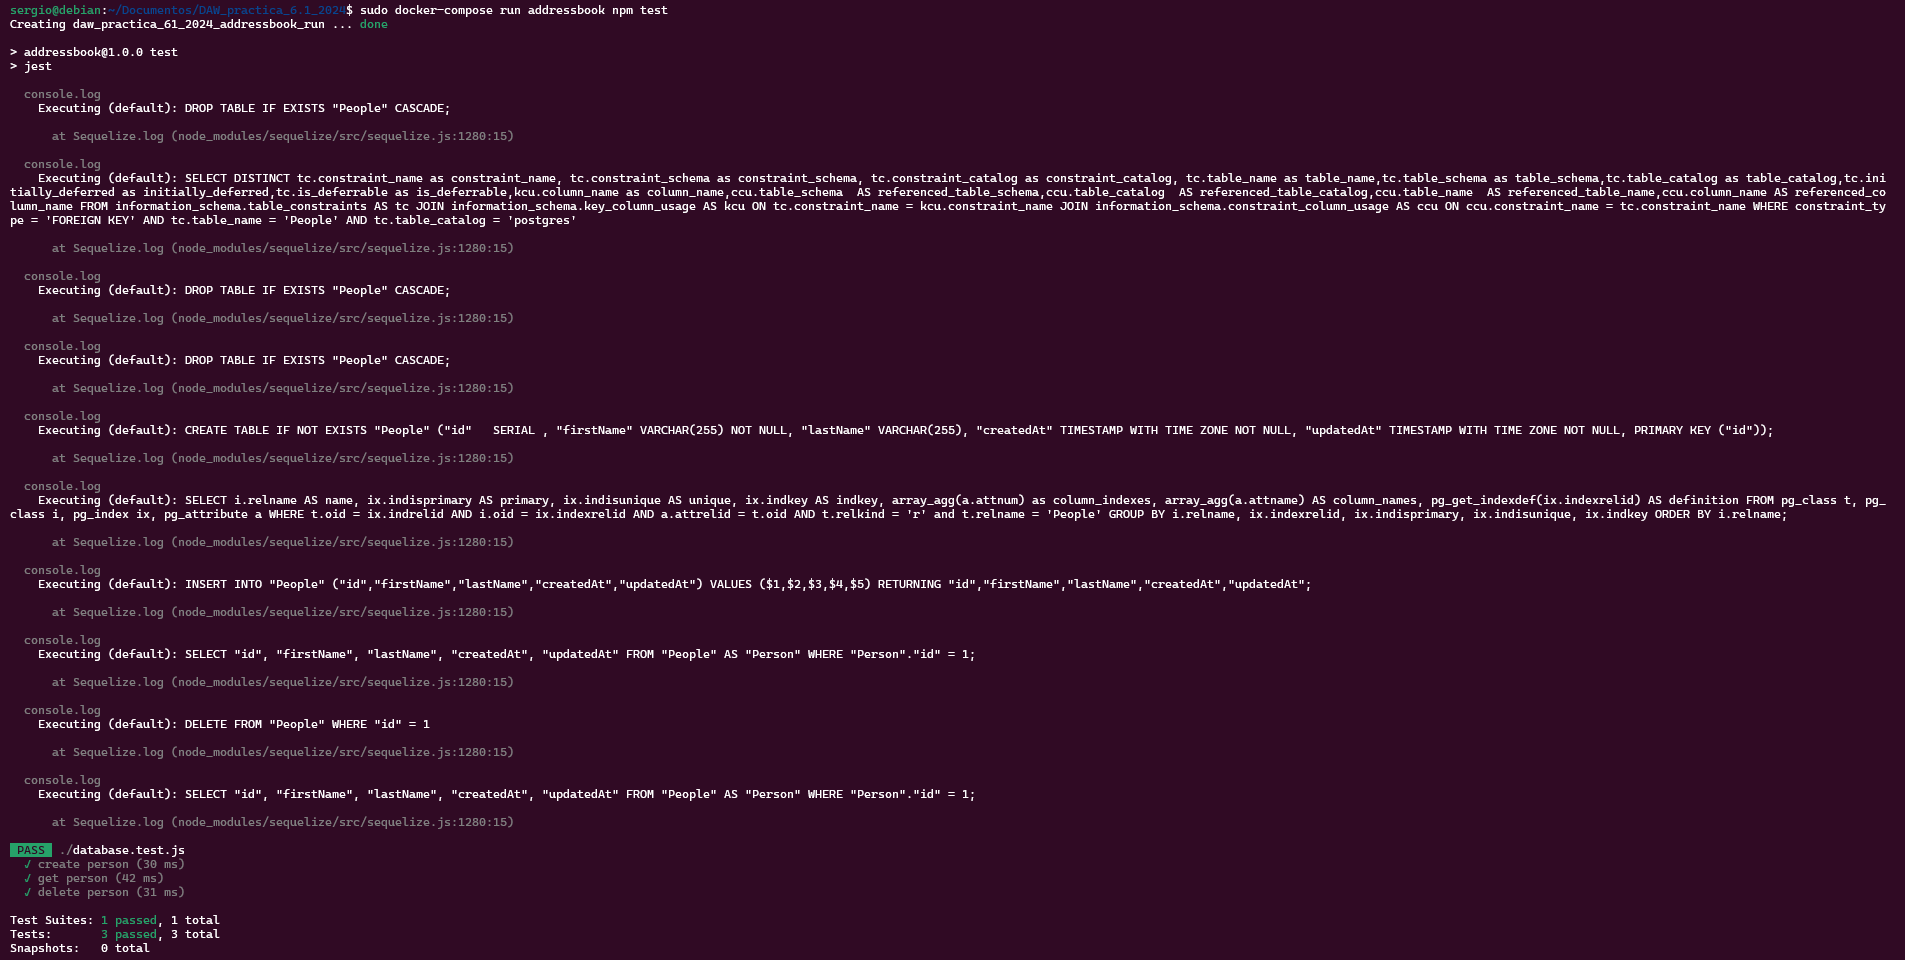 sergio@debian:~/Documentos/DAW_practica_6.1_2024$ sudo docker-compose run addressbook npm test
Creating daw_practica_61_2024_addressbook_run ... done
> addressbook@1.0.0 test
> jest
console.log
Executing (default): DROP TABLE IF EXISTS "People" CASCADE;
at Sequelize.log (node_modules/sequelize/src/sequelize.js:1280:15)
console.log
Executing (default): SELECT DISTINCT tc.constraint_name as constraint_name, tc.constraint_schema as constraint_schema, tc.constraint_catalog as constraint_catalog, tc.table_name as table_name,tc.table_schema as table_schema,tc.table_catalog as table_catalog,tc.ini
tially_deferred as initially_deferred,tc.is_deferrable as is_deferrable,kcu.column_name as column_name,ccu.table_schema  AS referenced_table_schema,ccu.table_catalog  AS referenced_table_catalog,ccu.table_name  AS referenced_table_name,ccu.column_name AS referenced_co
lumn_name FROM information_schema.table_constraints AS tc JOIN information_schema.key_column_usage AS kcu ON tc.constraint_name = kcu.constraint_name JOIN information_schema.constraint_column_usage AS ccu ON ccu.constraint_name = tc.constraint_name WHERE constraint_ty
pe = 'FOREIGN KEY' AND tc.table_name = 'People' AND tc.table_catalog = 'postgres'
at Sequelize.log (node_modules/sequelize/src/sequelize.js:1280:15)
console.log
Executing (default): DROP TABLE IF EXISTS "People" CASCADE;
at Sequelize.log (node_modules/sequelize/src/sequelize.js:1280:15)
console.log
Executing (default): DROP TABLE IF EXISTS "People" CASCADE;
at Sequelize.log (node_modules/sequelize/src/sequelize.js:1280:15)
console.log
Executing (default): CREATE TABLE IF NOT EXISTS "People" ("id"   SERIAL , "firstName" VARCHAR(255) NOT NULL, "lastName" VARCHAR(255), "createdAt" TIMESTAMP WITH TIME ZONE NOT NULL, "updatedAt" TIMESTAMP WITH TIME ZONE NOT NULL, PRIMARY KEY ("id"));
at Sequelize.log (node_modules/sequelize/src/sequelize.js:1280:15)
console.log
Executing (default): SELECT i.relname AS name, ix.indisprimary AS primary, ix.indisunique AS unique, ix.indkey AS indkey, array_agg(a.attnum) as column_indexes, array_agg(a.attname) AS column_names, pg_get_indexdef(ix.indexrelid) AS definition FROM pg_class t, pg_
class i, pg_index ix, pg_attribute a WHERE t.oid = ix.indrelid AND i.oid = ix.indexrelid AND a.attrelid = t.oid AND t.relkind = 'r' and t.relname = 'People' GROUP BY i.relname, ix.indexrelid, ix.indisprimary, ix.indisunique, ix.indkey ORDER BY i.relname;
at Sequelize.log (node_modules/sequelize/src/sequelize.js:1280:15)
console.log
Executing (default): INSERT INTO "People" ("id","firstName","lastName","createdAt","updatedAt") VALUES ($1,$2,$3,$4,$5) RETURNING "id","firstName","lastName","createdAt","updatedAt";
at Sequelize.log (node_modules/sequelize/src/sequelize.js:1280:15)
console.log
Executing (default): SELECT "id", "firstName", "lastName", "createdAt", "updatedAt" FROM "People" AS "Person" WHERE "Person"."id" = 1;
at Sequelize.log (node_modules/sequelize/src/sequelize.js:1280:15)
console.log
Executing (default): DELETE FROM "People" WHERE "id" = 1
at Sequelize.log (node_modules/sequelize/src/sequelize.js:1280:15)
console.log
Executing (default): SELECT "id", "firstName", "lastName", "createdAt", "updatedAt" FROM "People" AS "Person" WHERE "Person"."id" = 1;
at Sequelize.log (node_modules/sequelize/src/sequelize.js:1280:15)
PASS ./database.test.js
✓ create person (30 ms)
✓ get person (42 ms)
✓ delete person (31 ms)
Test Suites: 1 passed, 1 total
Tests:       3 passed, 3 total
Snapshots:   0 total